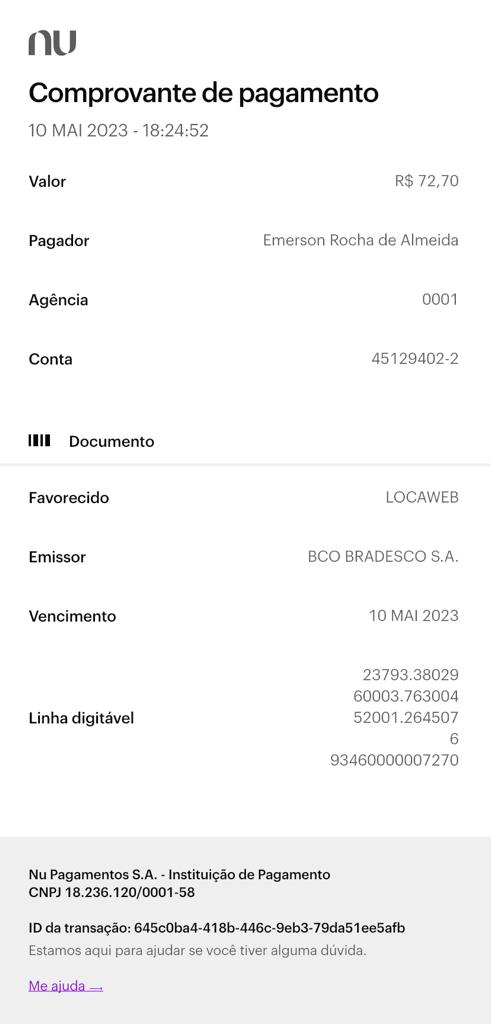 nu
Comprovante de pagamento
10 MAI 2023 - 18:24:52
Valor R$ 72,70
Pagador Emerson Rocha de Almeida
Agência 0001
Conta 45129402-2
Documento
Favorecido LOCAWEB
Emissor BCO BRADESCO S.A.
Vencimento 10 MAI 2023
Linha digitável
23793.38029
60003.763004
52001.264507
6
93460000007270
Nu Pagamentos S.A. - Instituição de Pagamento
CNPJ 18.236.120/0001-58
ID da transação: 645c0ba4-418b-446c-9eb3-79da51ee5afb
Estamos aqui para ajudar se você tiver alguma dúvida.
Me ajuda →